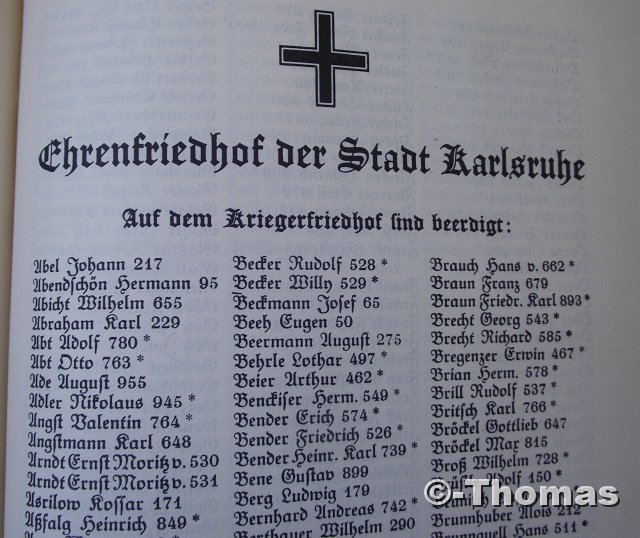 Ehrenfriedhof der Stadt Karlsruhe
Auf dem Kriegerfriedhof sind beerdigt:
Abel Johann 217
Abendschön Hermann 95
Abicht Wilhelm 655
Abraham Karl 229
Abt Adolf 780 *
Abt Otto 763 *
Ade August 955
Adler Nikolaus 945 *
Angst Valentin 764 *
Angstmann Karl 648
Arndt Ernst Moritz v. 530
Arndt Ernst Moritz v. 531
Asrilow Kossar 171
Aßfalg Heinrich 849 *
Becker Rudolf 528 *
Becker Willy 529 *
Beckmann Josef 65
Beeh Eugen 50
Beermann August 275
Behrle Lothar 497 *
Beier Arthur 462 *
Benckiser Herm. 549 *
Bender Erich 574 *
Bender Friedrich 526 *
Bender Heinr. Karl 739 *
Bene Gustav 899
Berg Ludwig 179
Bernhard Andreas 742 *
Berthauer Wilhelm 290
Brauch Hans v. 662 *
Braun Franz 679
Braun Friedr. Karl 893 *
Brecht Georg 543 *
Brecht Richard 585 *
Bregenzer Erwin 467 *
Brian Herm. 578 *
Brill Rudolf 537 *
Britsch Karl 766 *
Bröckel Gottlieb 647
Bröckel Max 815
Broß Wilhelm 728 *
Adolf 150 *
Brunnhuber Alois 212
Hans 511 *
©-Thomas